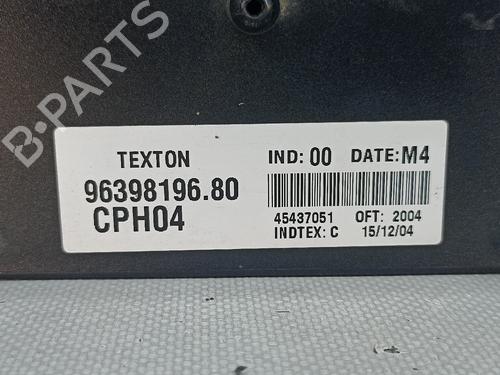 B-PARTS
TEXTON
IND: 00 DATE: M4
96398196.80
CPH04
45437051 OFT: 2004
INDTEX: C 15/12/04